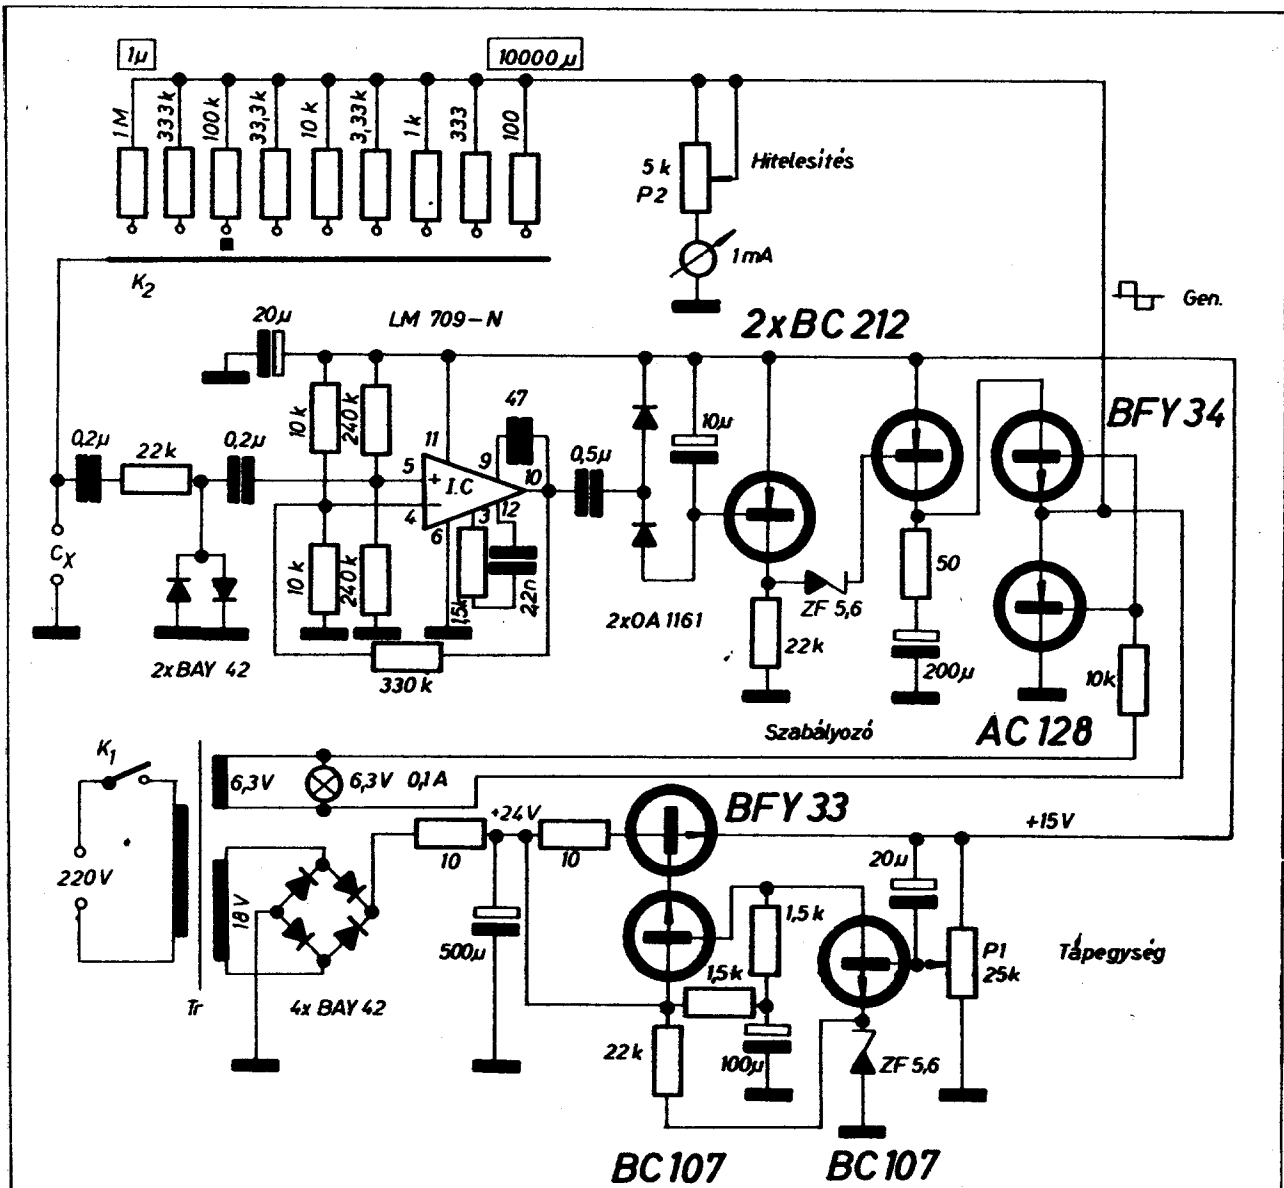 1µ
10000µ
1M
333k
100k
33,3k
10k
3,33k
1k
333
100
5k
P2
Hitelesítés
1mA
K2
Gen.
20µ
LM 709-N
2xBC 212
BFY 34
0,2µ
22k
0,2µ
10k
240k
11
5
+ I.C
4
6
9
47
10
12
3
0,5µ
10µ
CX
10k
240k
1,5k
2,2n
2xOA 1161
ZF 5,6
50
2xBAY 42
330k
22k
200µ
10k
Szabályozó
AC 128
K1
6,3V
6,3V 0,1A
BFY 33
+24V
+15V
10
10
20µ
220V
18V
500µ
1,5k
1,5k
P1
25k
Tápegység
Tr
4x BAY 42
22k
100µ
ZF 5,6
BC 107
BC 107